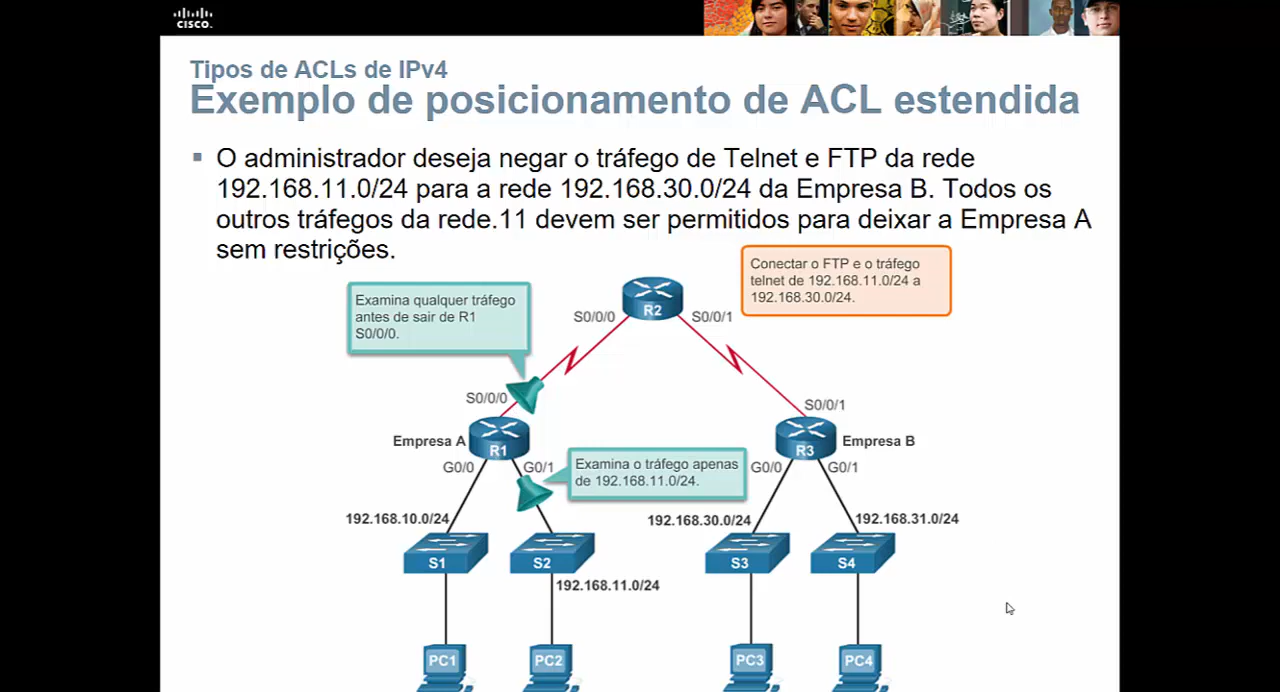 CISCO.
Tipos de ACLs de IPv4
Exemplo de posicionamento de ACL estendida
O administrador deseja negar o tráfego de Telnet e FTP da rede
192.168.11.0/24 para a rede 192.168.30.0/24 da Empresa B. Todos os
outros tráfegos da rede.11 devem ser permitidos para deixar a Empresa A
sem restrições.
Conectar o FTP e o tráfego
telnet de 192.168.11.0/24 a
192.168.30.0/24.
Examina qualquer tráfego
antes de sair de R1
S0/0/0.
R2
S0/0/0
S0/0/1
S0/0/0
S0/0/1
Empresa A
R1
R3
Empresa B
G0/0
G0/1
Examina o tráfego apenas
de 192.168.11.0/24.
G0/0
G0/1
192.168.10.0/24
192.168.30.0/24
192.168.31.0/24
S1
S2
S3
S4
192.168.11.0/24
PC1
PC2
PC3
PC4